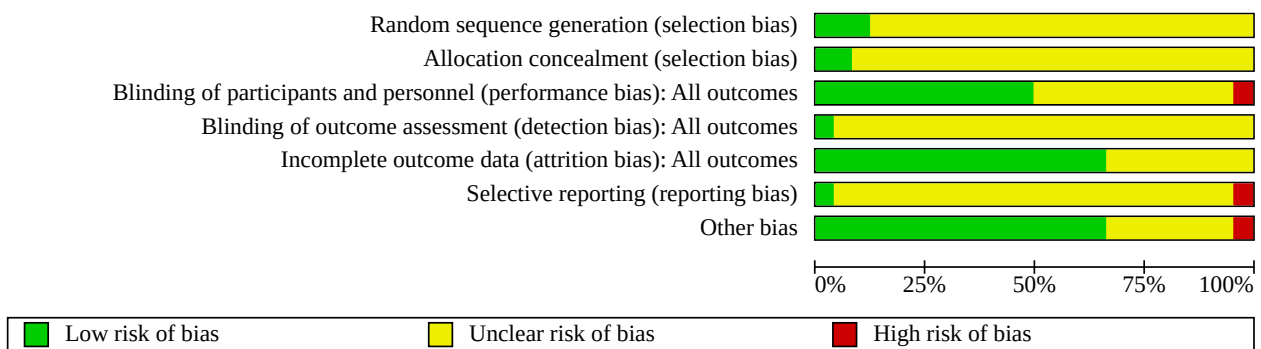 Random sequence generation (selection bias)
Allocation concealment (selection bias)
Blinding of participants and personnel (performance bias): All outcomes
Blinding of outcome assessment (detection bias): All outcomes
Incomplete outcome data (attrition bias): All outcomes
Selective reporting (reporting bias)
Other bias
0% 25% 50% 75% 100%
Low risk of bias Unclear risk of bias High risk of bias